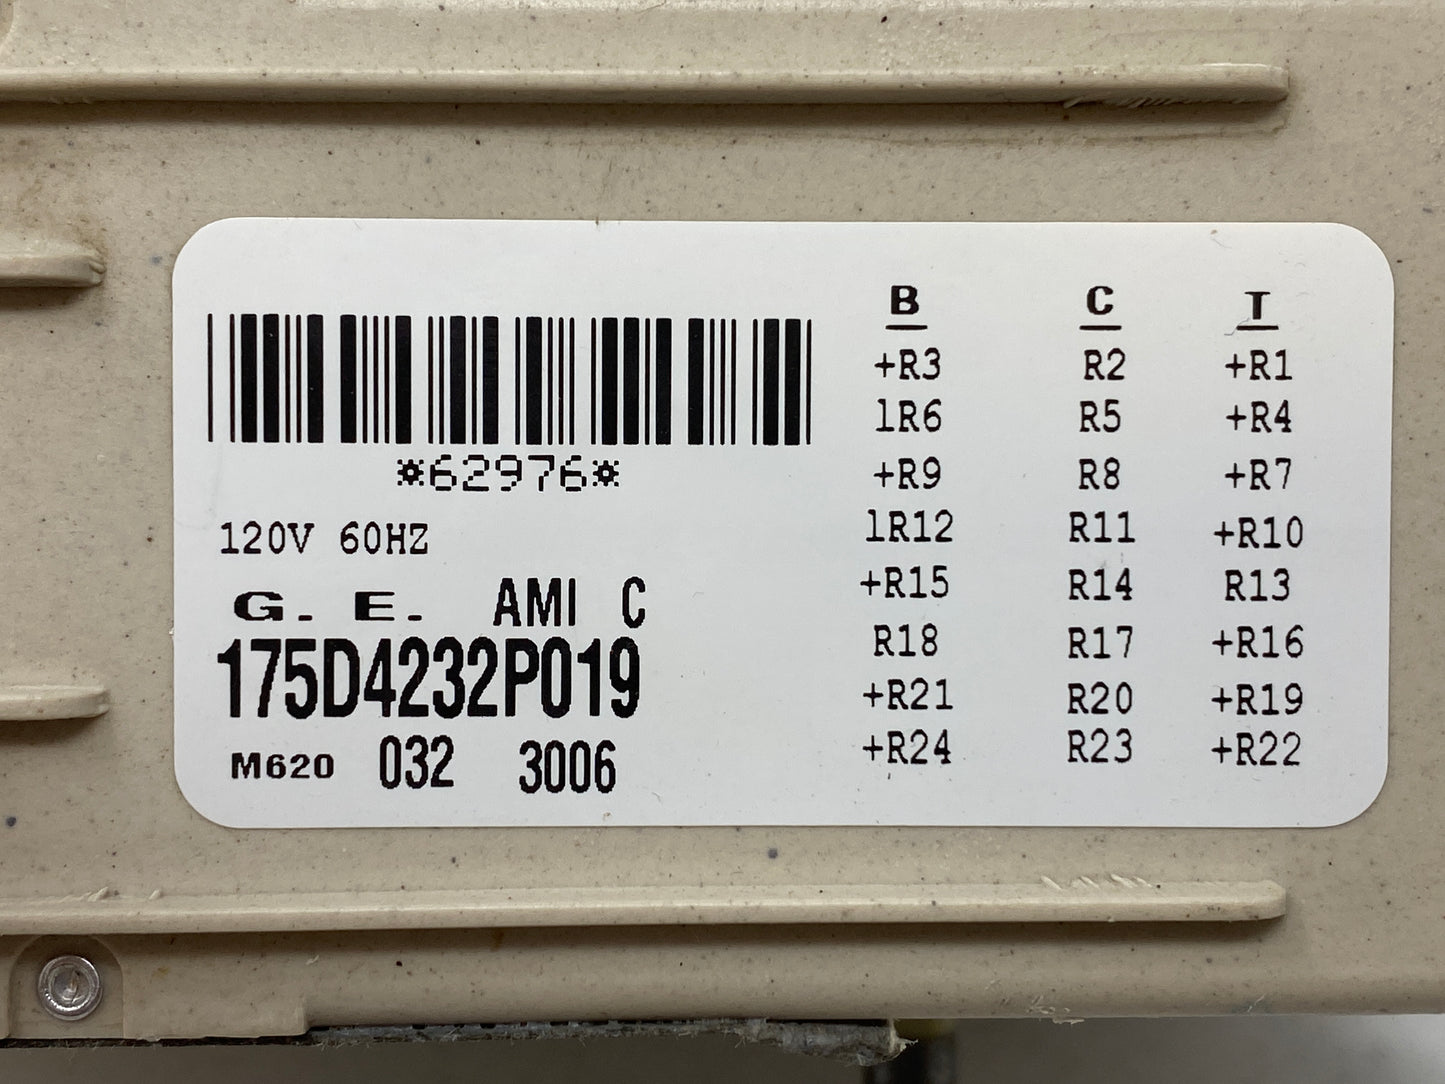 *62976*
120V 60HZ
G. E. AMI C
175D4232P019
M620 032 3006
B C T
+R3 R2 +R1
1R6 R5 +R4
+R9 R8 +R7
1R12 R11 +R10
+R15 R14 R13
R18 R17 +R16
+R21 R20 +R19
+R24 R23 +R22